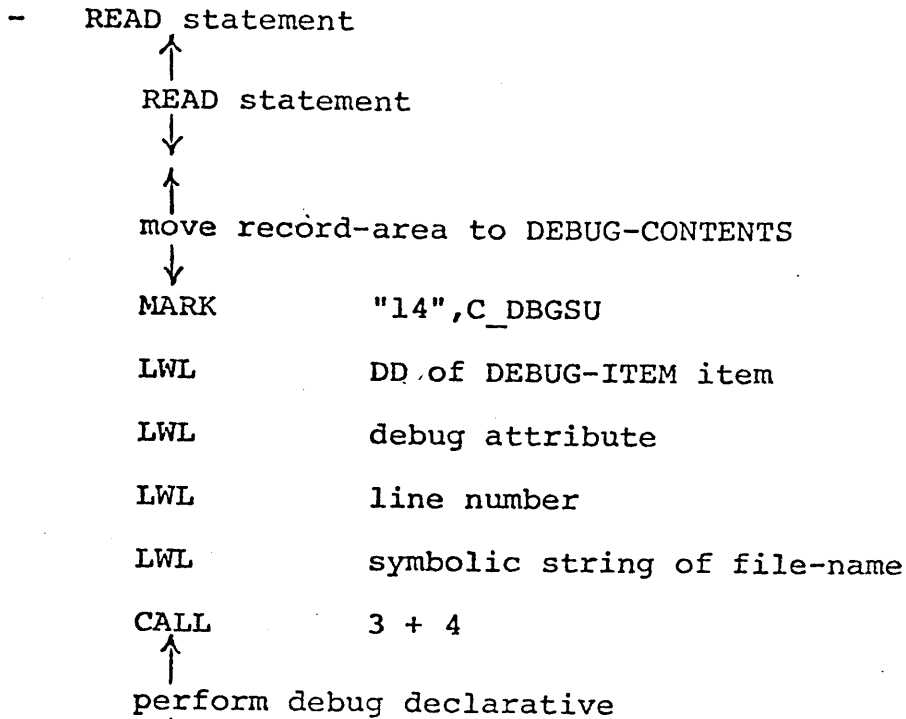 - READ statement
READ statement
move record-area to DEBUG-CONTENTS
MARK "14",C_DBGSU
LWL DD of DEBUG-ITEM item
LWL debug attribute
LWL line number
LWL symbolic string of file-name
CALL 3 + 4
perform debug declarative